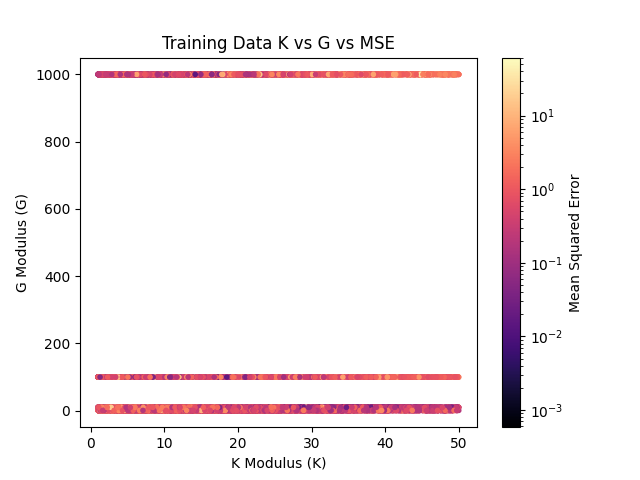 Training Data K vs G vs MSE
1000
800
600
400
200
0
G Modulus (G)
0 10 20 30 40 50
K Modulus (K)
10¹
10⁰
10⁻¹
10⁻²
10⁻³
Mean Squared Error